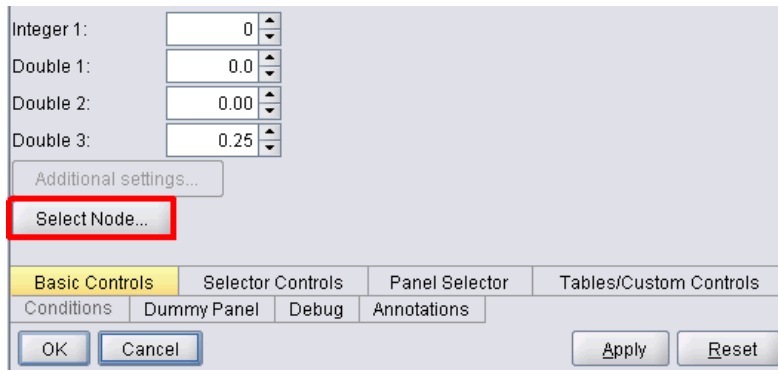 Integer 1: 0
Double 1: 0.0
Double 2: 0.00
Double 3: 0.25
Additional settings...
Select Node...
Basic Controls Selector Controls Panel Selector Tables/Custom Controls
Conditions Dummy Panel Debug Annotations
OK Cancel Apply Reset